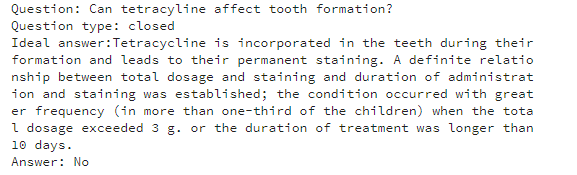 Question: Can tetracyline affect tooth formation?
Question type: closed
Ideal answer:Tetracycline is incorporated in the teeth during their
formation and leads to their permanent staining. A definite relatio
nship between total dosage and staining and duration of administrat
ion and staining was established; the condition occurred with great
er frequency (in more than one-third of the children) when the tota
l dosage exceeded 3 g. or the duration of treatment was longer than
10 days.
Answer: No